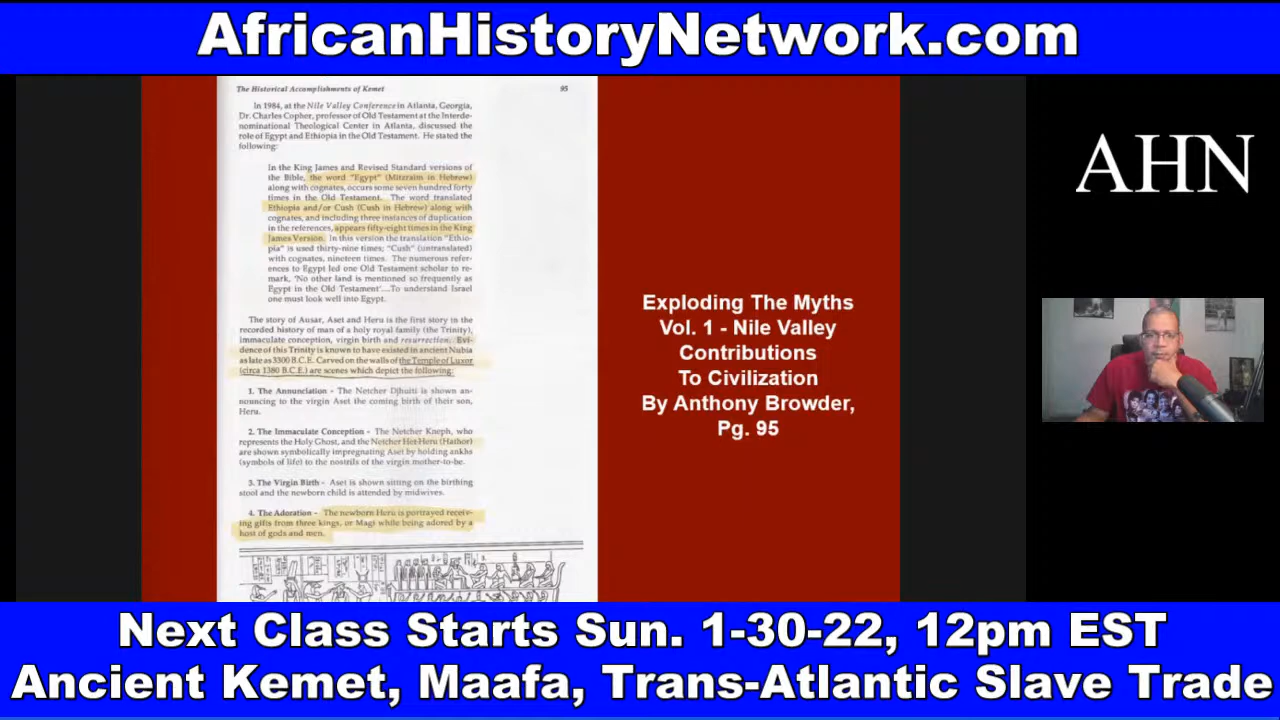 AfricanHistoryNetwork.com
The Historical Accomplishments of Kemet 95
In 1984, at the Nile Valley Conference in Atlanta, Georgia,
Dr. Charles Copher, professor of Old Testament at the Interde-
nominational Theological Center in Atlanta, discussed the
role of Egypt and Ethiopia in the Old Testament. He stated the
following:
In the King James and Revised Standard versions of
the Bible, the word "Egypt" (Mitzraim in Hebrew)
along with cognates, occurs some seven hundred forty
times in the Old Testament. The word translated
Ethiopia and/or Cush (Cush in Hebrew) along with
cognates, and including three instances of duplication
in the references, appears fifty-eight times in the King
James Version. In this version the translation "Ethio-
pia" is used thirty-nine times; "Cush" (untranslated)
with cognates, nineteen times. The numerous refer-
ences to Egypt led one Old Testament scholar to re-
mark, 'No other land is mentioned so frequently as
Egypt in the Old Testament'....To understand Israel
one must look well into Egypt.
The story of Ausar, Aset and Heru is the first story in the
recorded history of man of a holy royal family (the Trinity),
immaculate conception, virgin birth and resurrection. Evi-
dence of this Trinity is known to have existed in ancient Nubia
as late as 3300 B.C.E. Carved on the walls of the Temple of Luxor
(circa 1380 B.C.E.) are scenes which depict the following:
1. The Annunciation - The Netcher Djhuiti is shown an-
nouncing to the virgin Aset the coming birth of their son,
Heru.
2. The Immaculate Conception - The Netcher Kneph, who
represents the Holy Ghost, and the Netcher Het-Heru (Hathor)
are shown symbolically impregnating Aset by holding ankhs
(symbols of life) to the nostrils of the virgin mother-to-be.
3. The Virgin Birth - Aset is shown sitting on the birthing
stool and the newborn child is attended by midwives.
4. The Adoration - The newborn Heru is portrayed receiv-
ing gifts from three kings, or Magi while being adored by a
host of gods and men.
Exploding The Myths
Vol. 1 - Nile Valley
Contributions
To Civilization
By Anthony Browder,
Pg. 95
AHN
Next Class Starts Sun. 1-30-22, 12pm EST
Ancient Kemet, Maafa, Trans-Atlantic Slave Trade